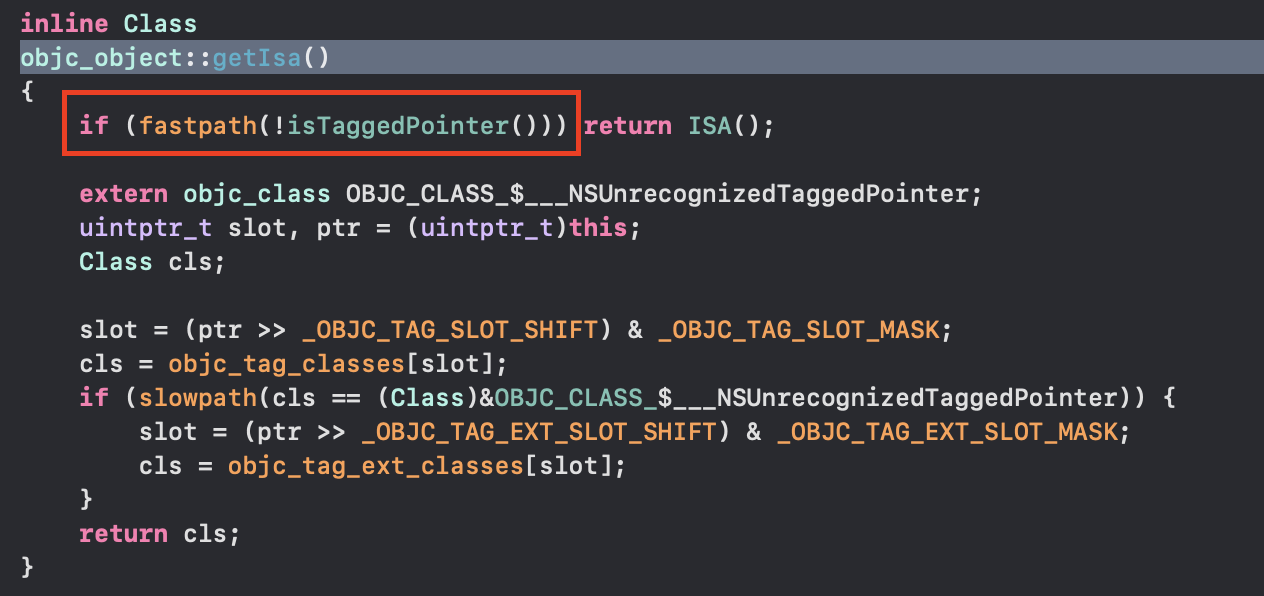 inline Class
objc_object::getIsa()
{
    if (fastpath(!isTaggedPointer())) return ISA();
    extern objc_class OBJC_CLASS_$___NSUnrecognizedTaggedPointer;
    uintptr_t slot, ptr = (uintptr_t)this;
    Class cls;
    slot = (ptr >> _OBJC_TAG_SLOT_SHIFT) & _OBJC_TAG_SLOT_MASK;
    cls = objc_tag_classes[slot];
    if (slowpath(cls == (Class)&OBJC_CLASS_$___NSUnrecognizedTaggedPointer)) {
        slot = (ptr >> _OBJC_TAG_EXT_SLOT_SHIFT) & _OBJC_TAG_EXT_SLOT_MASK;
        cls = objc_tag_ext_classes[slot];
    }
    return cls;
}